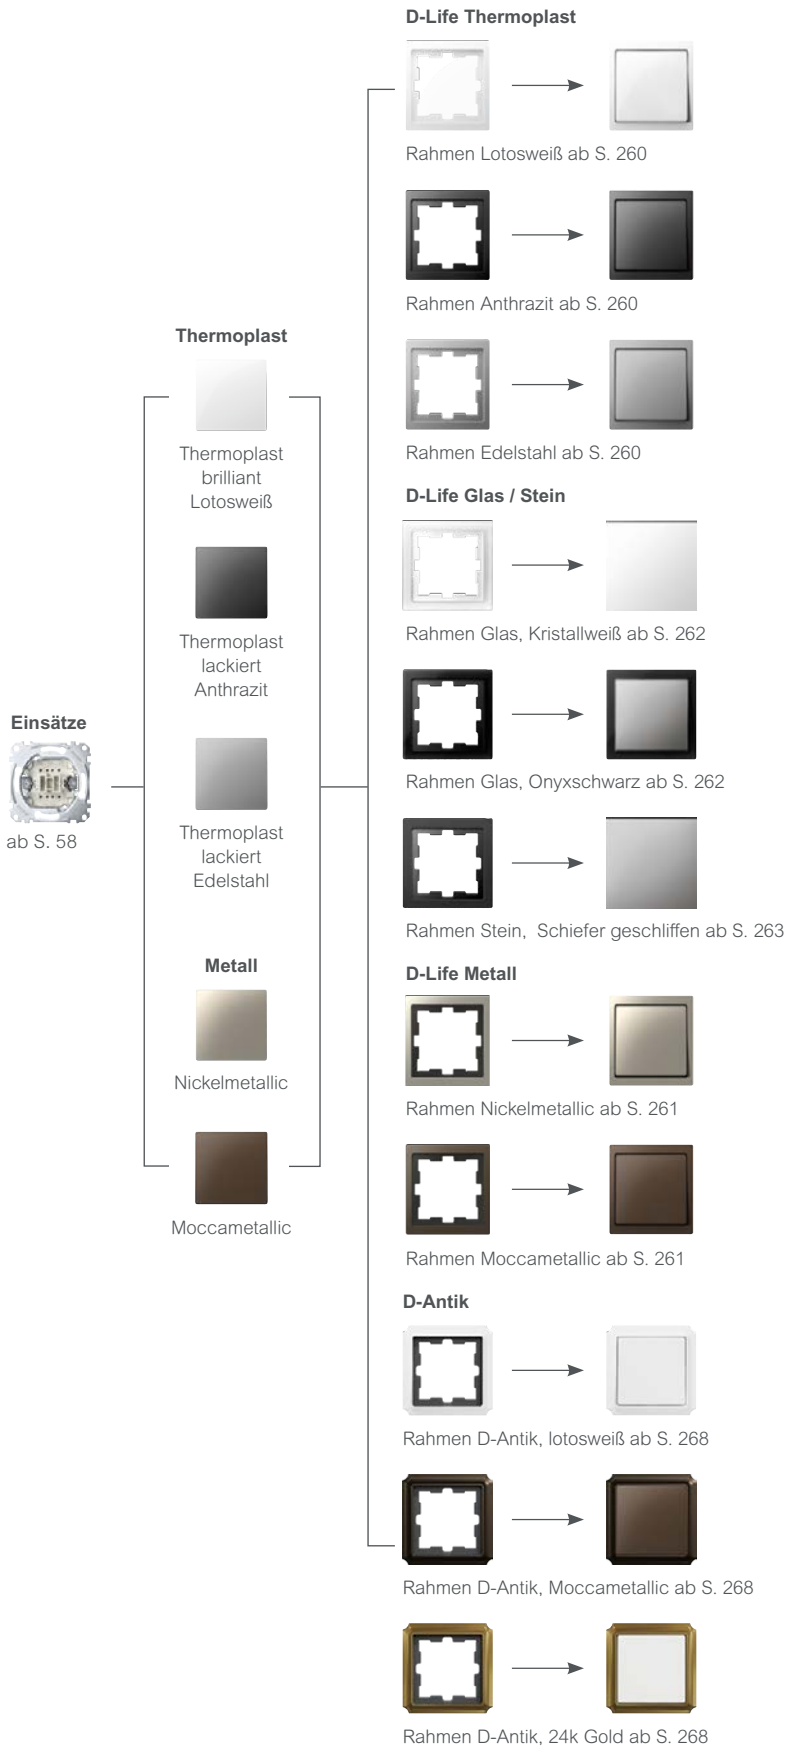 Einsätze
ab S. 58
Thermoplast
Thermoplast
brilliant
Lotosweiß
Thermoplast
lackiert
Anthrazit
Thermoplast
lackiert
Edelstahl
Metall
Nickelmetallic
Moccametallic
D-Life Thermoplast
Rahmen Lotosweiß ab S. 260
Rahmen Anthrazit ab S. 260
Rahmen Edelstahl ab S. 260
D-Life Glas / Stein
Rahmen Glas, Kristallweiß ab S. 262
Rahmen Glas, Onyxschwarz ab S. 262
Rahmen Stein, Schiefer geschliffen ab S. 263
D-Life Metall
Rahmen Nickelmetallic ab S. 261
Rahmen Moccametallic ab S. 261
D-Antik
Rahmen D-Antik, lotosweiß ab S. 268
Rahmen D-Antik, Moccametallic ab S. 268
Rahmen D-Antik, 24k Gold ab S. 268